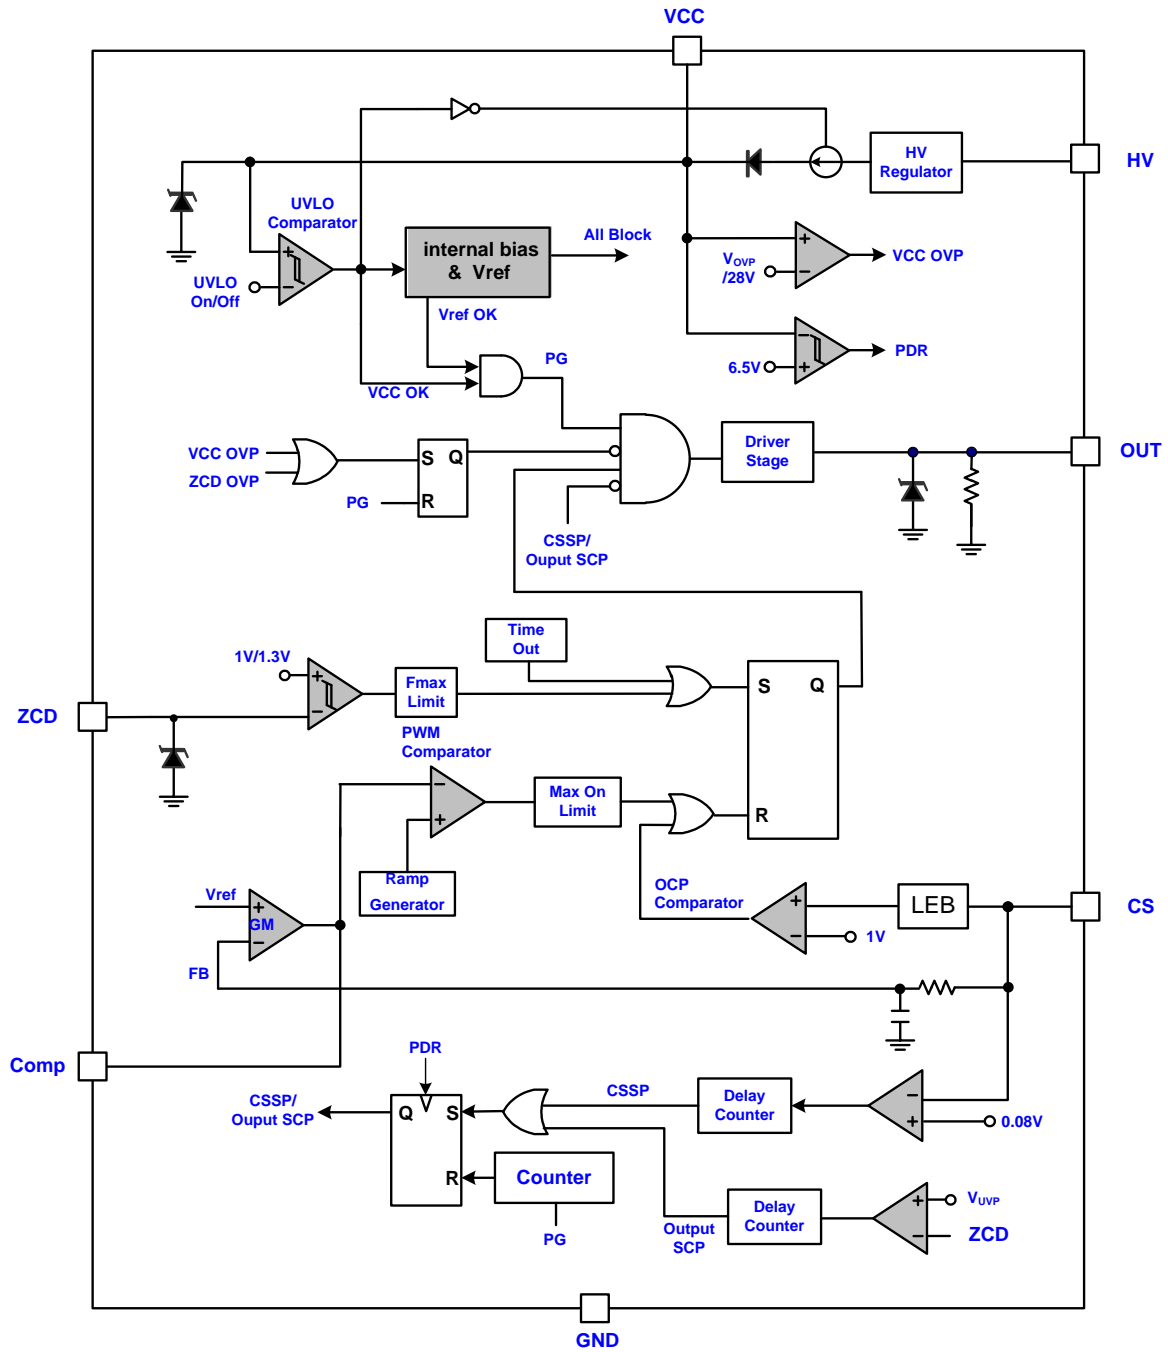 VCC
HV
Regulator
HV
UVLO
Comparator
+
−
UVLO
On/Off
internal bias
& Vref
All Block
Vref OK
+
−
VOVP
/28V
VCC OVP
−
+
6.5V
PDR
PG
VCC OK
VCC OVP
ZCD OVP
S
Q
R
PG
Driver
Stage
OUT
CSSP/
Ouput SCP
Time
Out
1V/1.3V
+
−
Fmax
Limit
S
Q
R
ZCD
PWM
Comparator
−
+
Max On
Limit
Ramp
Generator
Vref
+
GM
−
FB
OCP
Comparator
+
−
1V
LEB
CS
Comp
PDR
CSSP/
Ouput SCP
Q
S
R
CSSP
Delay
Counter
−
+
0.08V
Counter
PG
Output
SCP
Delay
Counter
+
−
VUVP
ZCD
GND